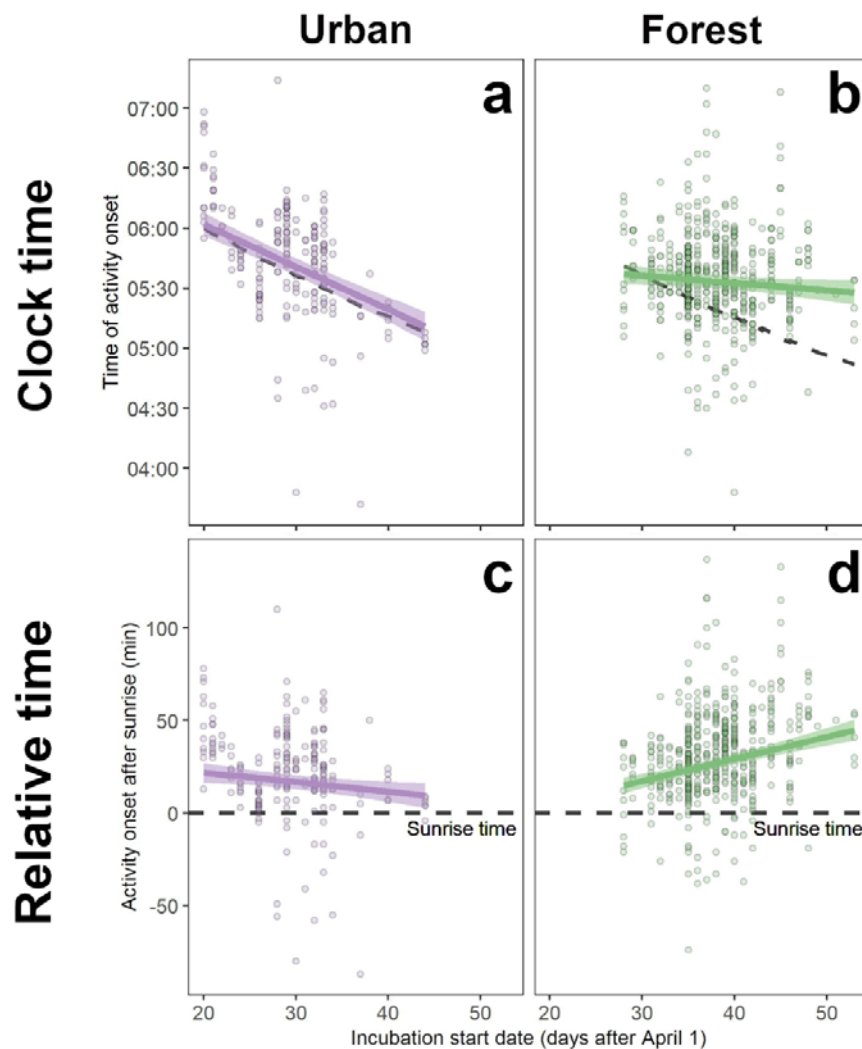 Urban
Forest
Clock time
Time of activity onset
07:00
06:30
06:00
05:30
05:00
04:30
04:00
a
b
Relative time
Activity onset after sunrise (min)
100
50
0
-50
c
Sunrise time
d
Sunrise time
20 30 40 50 20 30 40 50
Incubation start date (days after April 1)